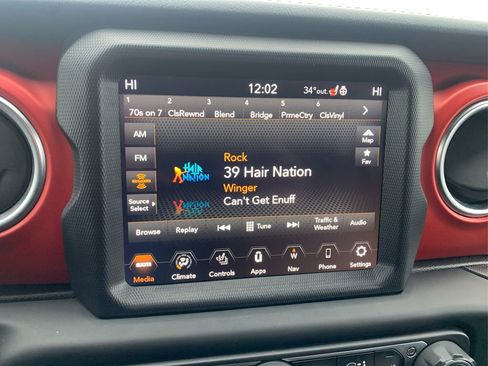 HI 12:02 34°out. HI
1 2 3 4 5 6
70s on 7 ClsRewnd Blend Bridge PrmeCtry ClsVinyl
AM
Map
FM
Rock
Fav
HAIR NATION
39 Hair Nation
Winger
Source Select
Can't Get Enuff
Browse Replay Tune Traffic & Weather Audio
W
Media Climate Controls Apps Nav Phone Settings